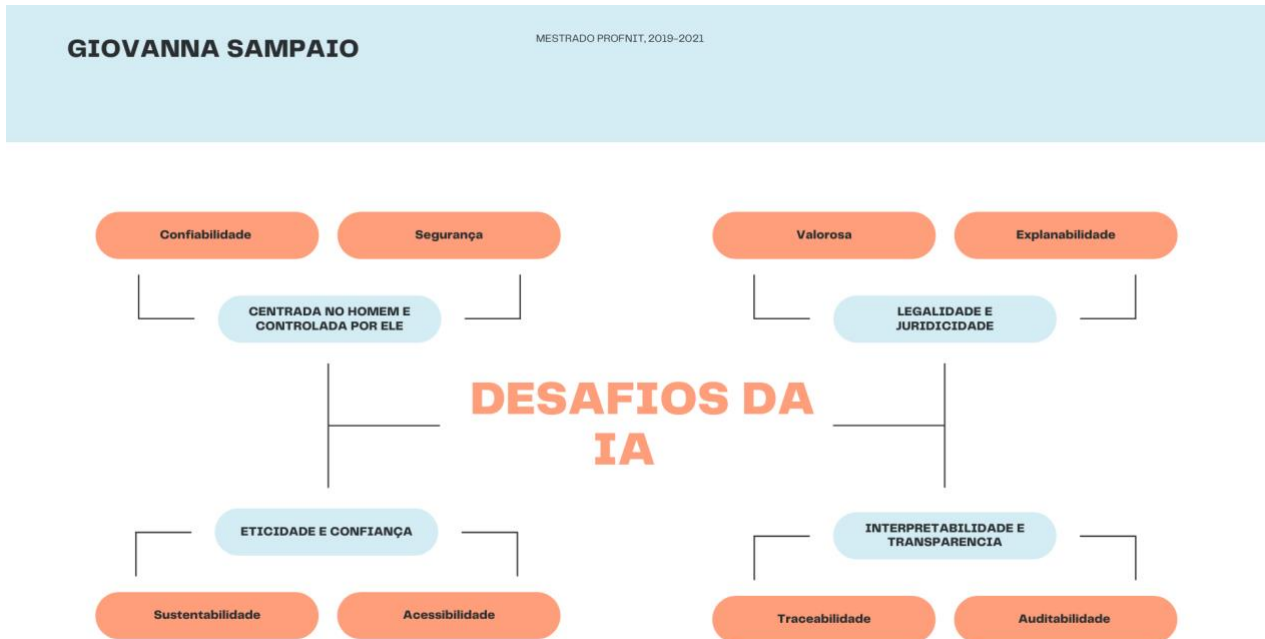 GIOVANNA SAMPAIO
MESTRADO PROFNIT, 2019-2021
Confiabilidade
Segurança
Valorosa
Explanabilidade
CENTRADA NO HOMEM E
CONTROLADA POR ELE
LEGALIDADE E
JURIDICIDADE
DESAFIOS DA
IA
ETICIDADE E CONFIANÇA
INTERPRETABILIDADE E
TRANSPARENCIA
Sustentabilidade
Acessibilidade
Traceabilidade
Auditabilidade